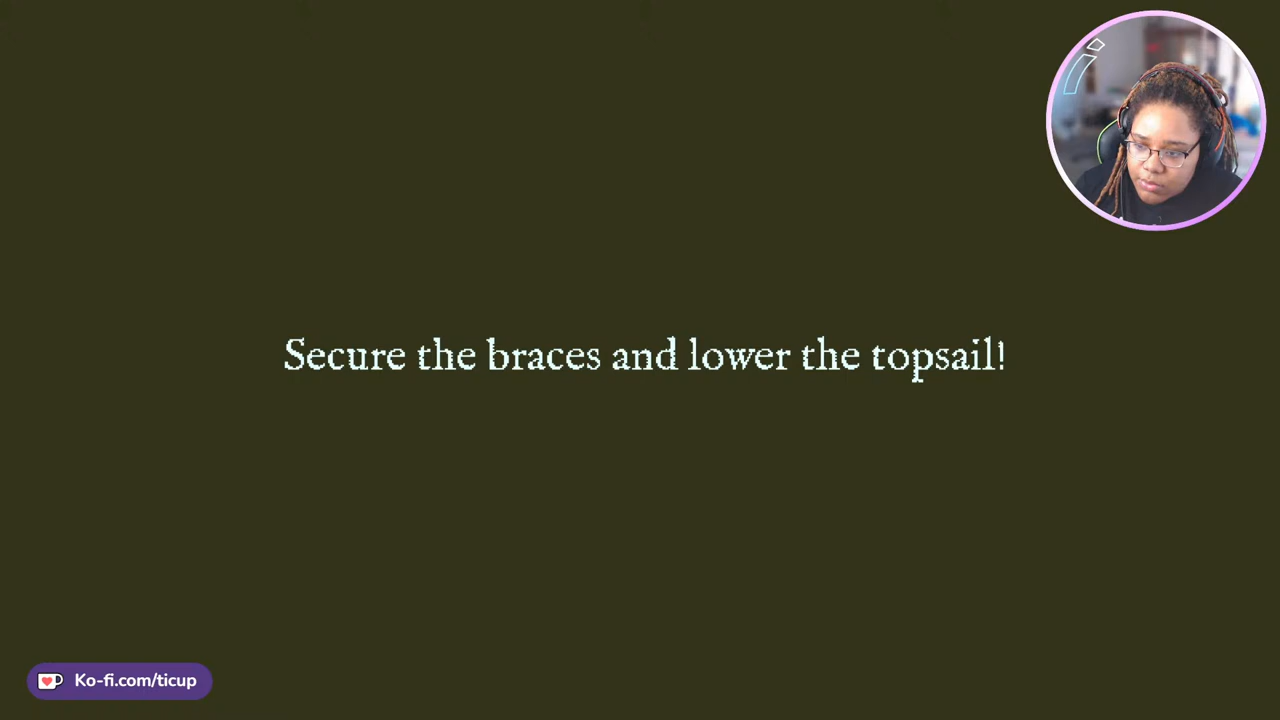 Secure the braces and lower the topsail!
Ko-fi.com/ticup